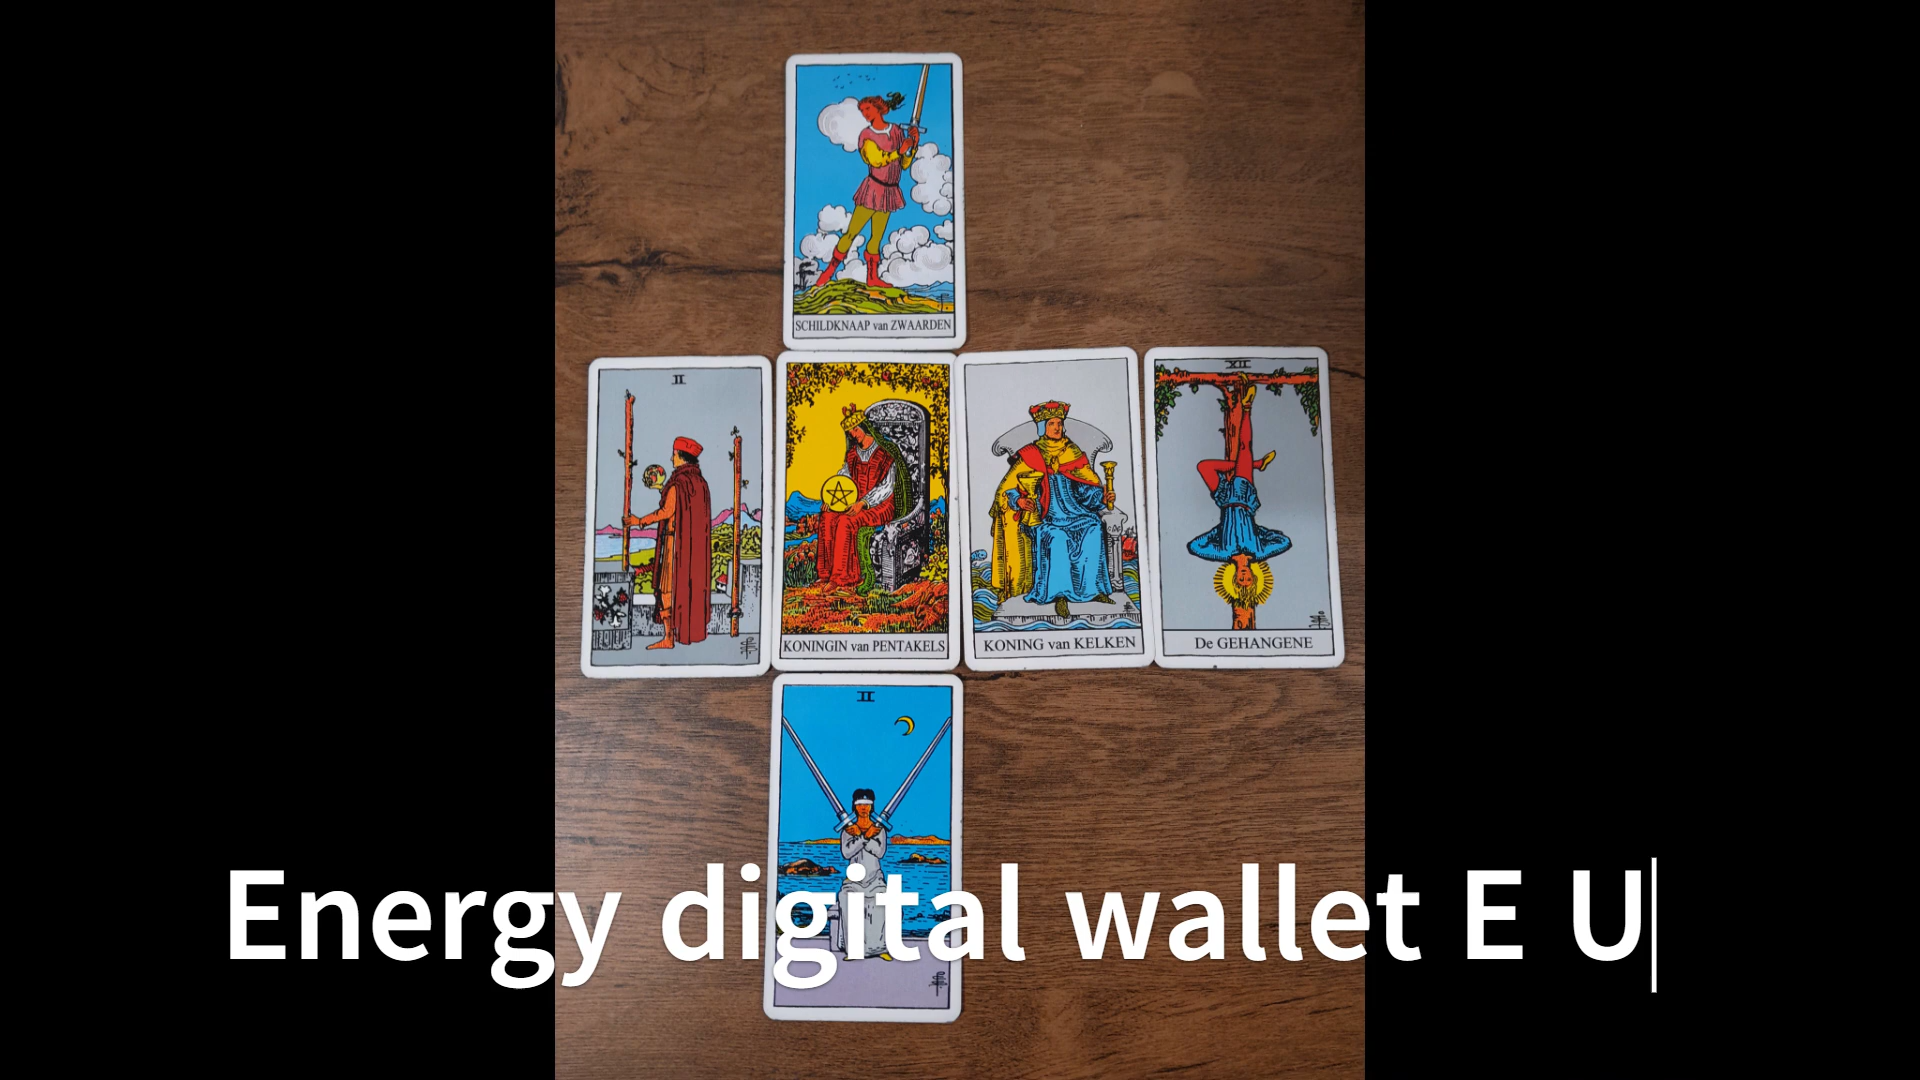 SCHILDKNAAP van ZWAARDEN
II
KONINGIN van PENTAKELS
KONING van KELKEN
XII
De GEHANGENE
II
Energy digital wallet E U